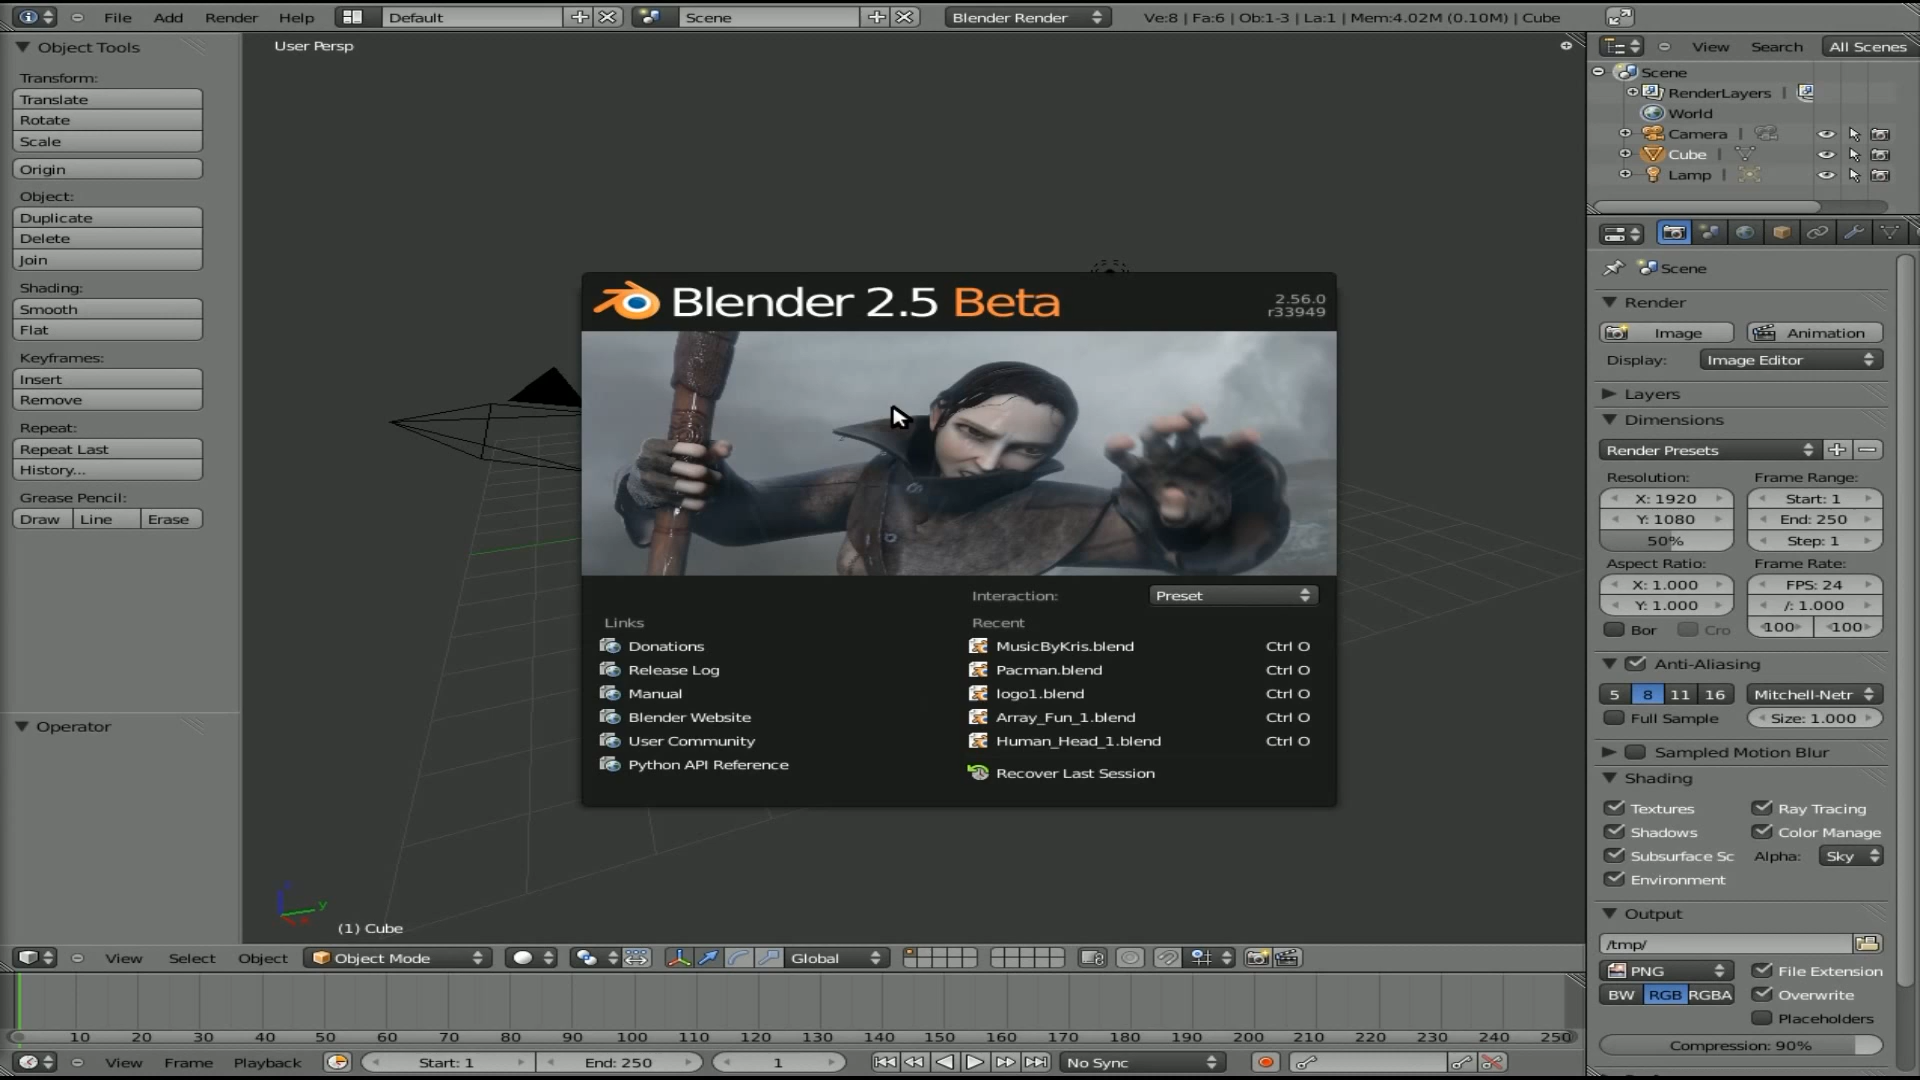 File Add Render Help Default Scene Blender Render Ve:8 | Fa:6 | Ob:1-3 | La:1 | Mem:4.02M (0.10M) | Cube
Object Tools
Transform:
Translate
Rotate
Scale
Origin
Object:
Duplicate
Delete
Join
Shading:
Smooth
Flat
Keyframes:
Insert
Remove
Repeat:
Repeat Last
History...
Grease Pencil:
Draw Line Erase
Operator
User Persp
Blender 2.5 Beta
2.56.0
r33949
Interaction: Preset
Links
Donations
Release Log
Manual
Blender Website
User Community
Python API Reference
Recent
MusicByKris.blend Ctrl O
Pacman.blend Ctrl O
logo1.blend Ctrl O
Array_Fun_1.blend Ctrl O
Human_Head_1.blend Ctrl O
Recover Last Session
y
(1) Cube
View Select Object Object Mode Global
10 20 30 40 50 60 70 80 90 100 110 120 130 140 150 160 170 180 190 200 210 220 230 240 250
View Frame Playback Start: 1 End: 250 1 No Sync
View Search All Scenes
Scene
RenderLayers |
World
Camera |
Cube |
Lamp |
Scene
Render
Image Animation
Display: Image Editor
Layers
Dimensions
Render Presets
Resolution: Frame Range:
X: 1920 Start: 1
Y: 1080 End: 250
50% Step: 1
Aspect Ratio: Frame Rate:
X: 1.000 FPS: 24
Y: 1.000 /: 1.000
Bor Cro 100 100
Anti-Aliasing
5 8 11 16 Mitchell-Netr
Full Sample Size: 1.000
Sampled Motion Blur
Shading
Textures Ray Tracing
Shadows Color Manage
Subsurface Sc Alpha: Sky
Environment
Output
/tmp/
PNG File Extension
BW RGB RGBA Overwrite
Placeholders
Compression: 90%